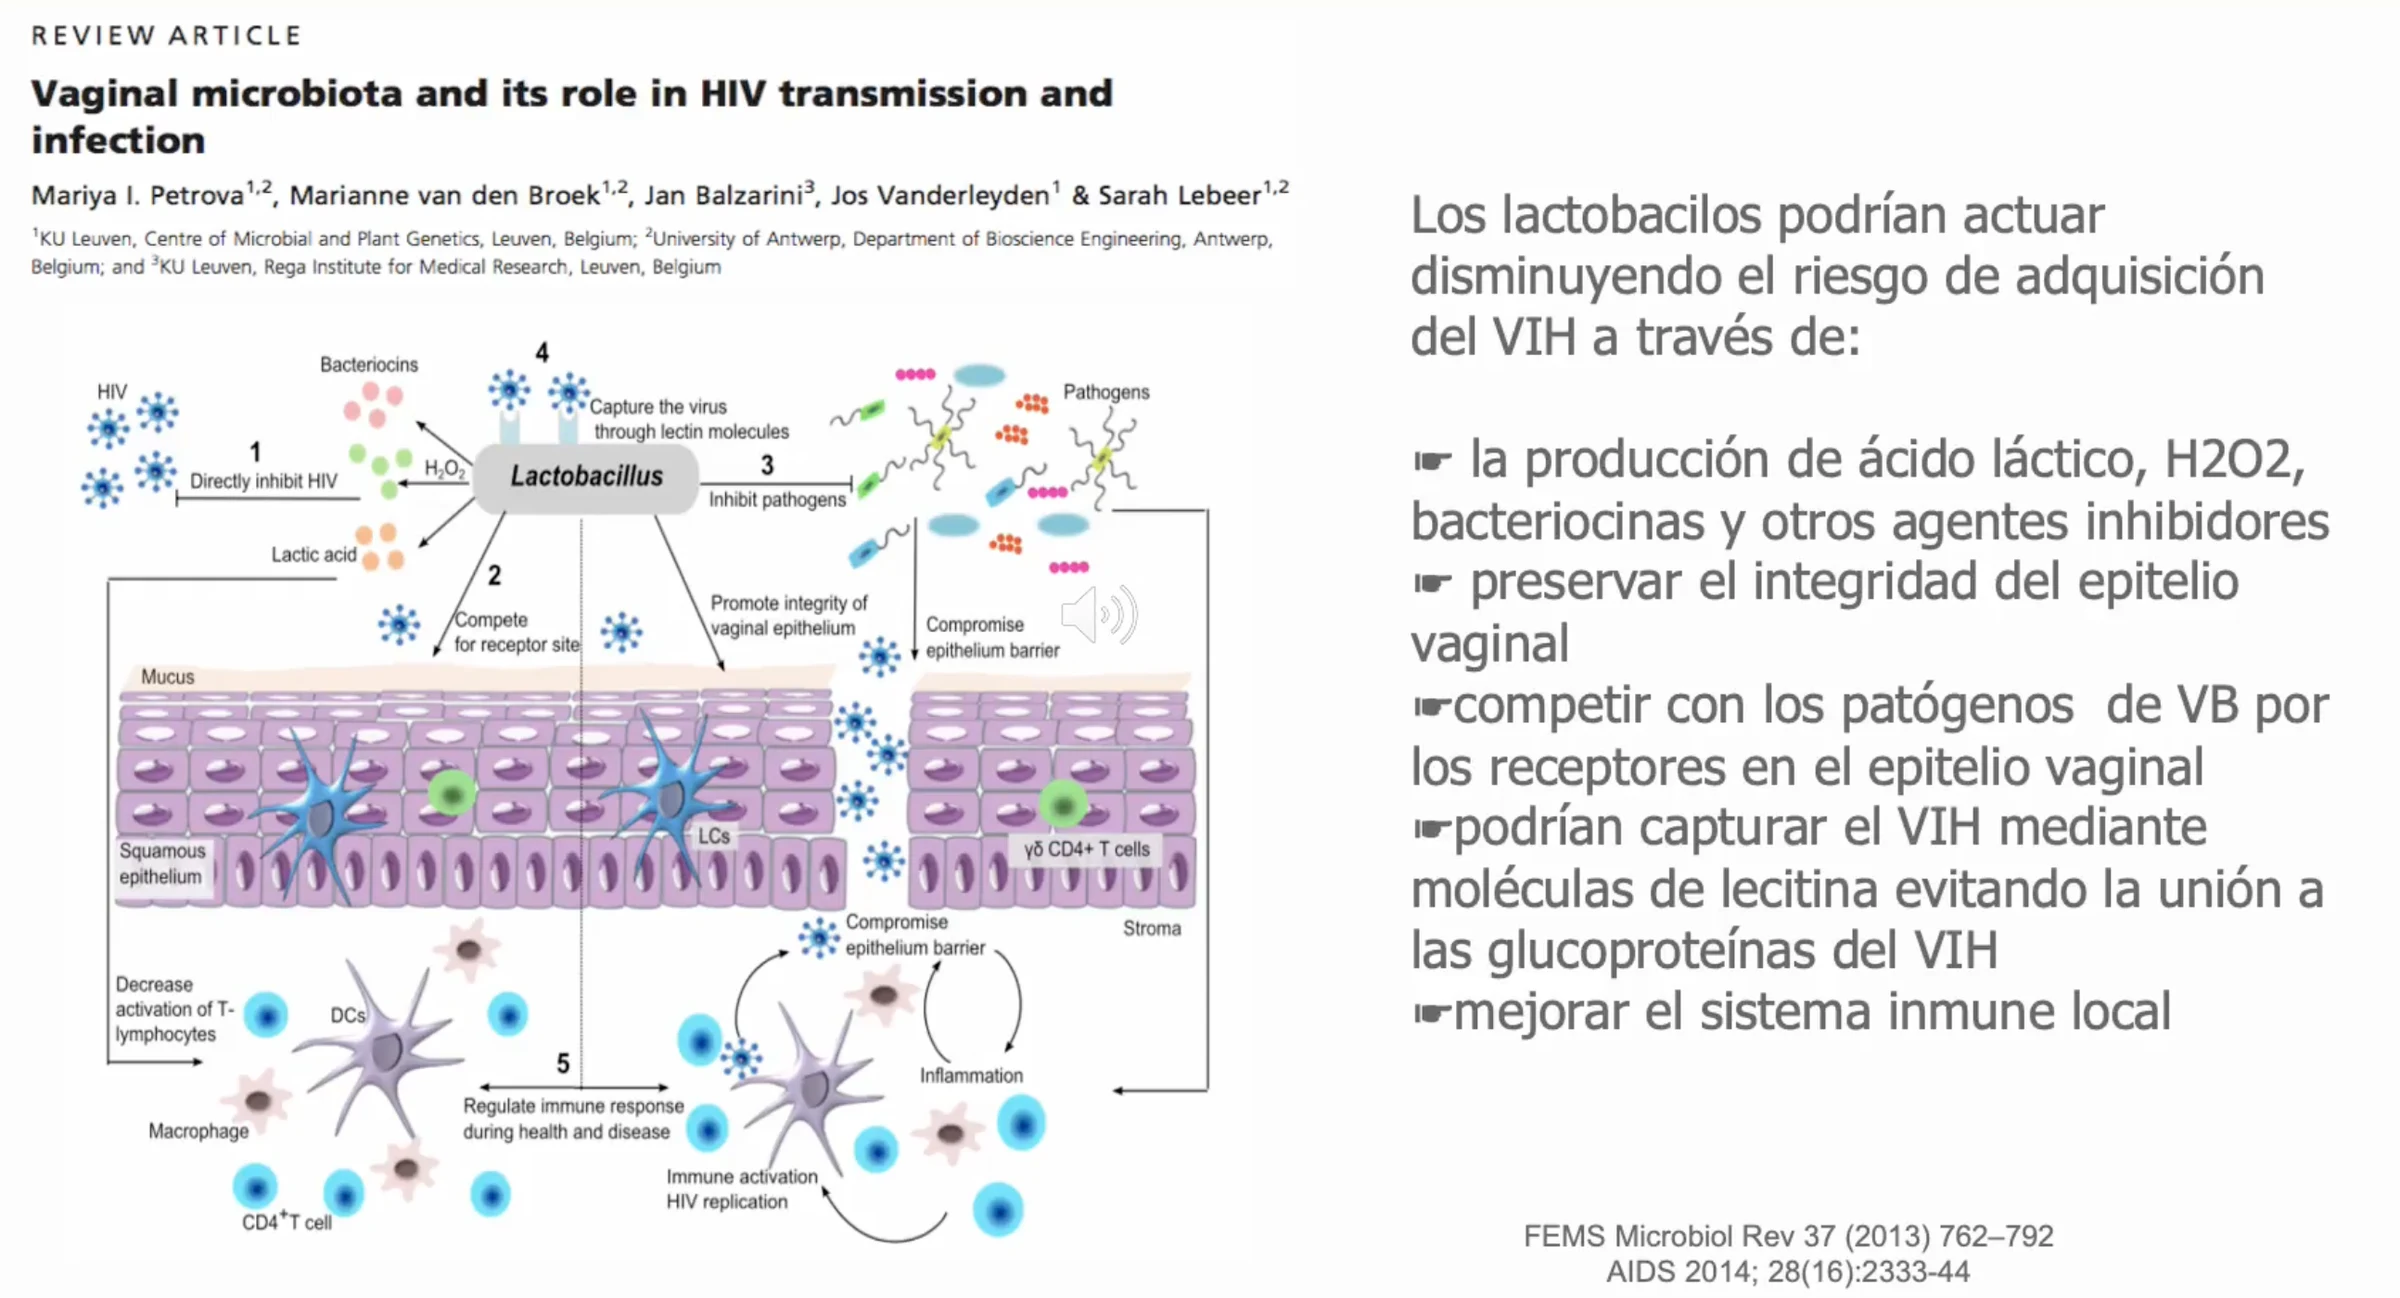 REVIEW ARTICLE
Vaginal microbiota and its role in HIV transmission and
infection
Mariya I. Petrova1,2, Marianne van den Broek1,2, Jan Balzarini3, Jos Vanderleyden1 & Sarah Lebeer1,2
1KU Leuven, Centre of Microbial and Plant Genetics, Leuven, Belgium; 2University of Antwerp, Department of Bioscience Engineering, Antwerp,
Belgium; and 3KU Leuven, Rega Institute for Medical Research, Leuven, Belgium
HIV
Bacteriocins
4
Capture the virus
through lectin molecules
Pathogens
1
Directly inhibit HIV
H2O2
Lactobacillus
3
Inhibit pathogens
Lactic acid
2
Compete
for receptor site
Promote integrity of
vaginal epithelium
Compromise
epithelium barrier
Mucus
LCs
Squamous
epithelium
γδ CD4+ T cells
Stroma
Compromise
epithelium barrier
Decrease
activation of T-
lymphocytes
DCs
5
Regulate immune response
during health and disease
Inflammation
Macrophage
Immune activation
HIV replication
CD4+T cell
Los lactobacilos podrían actuar
disminuyendo el riesgo de adquisición
del VIH a través de:
☛ la producción de ácido láctico, H2O2,
bacteriocinas y otros agentes inhibidores
☛ preservar el integridad del epitelio
vaginal
☛competir con los patógenos de VB por
los receptores en el epitelio vaginal
☛podrían capturar el VIH mediante
moléculas de lecitina evitando la unión a
las glucoproteínas del VIH
☛mejorar el sistema inmune local
FEMS Microbiol Rev 37 (2013) 762–792
AIDS 2014; 28(16):2333-44